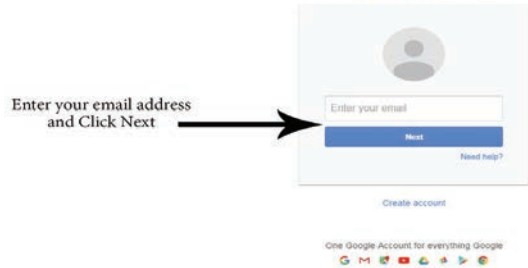 Enter your email address
and Click Next
Enter your email
Next
Need help?
Create account
One Google Account for everything Google